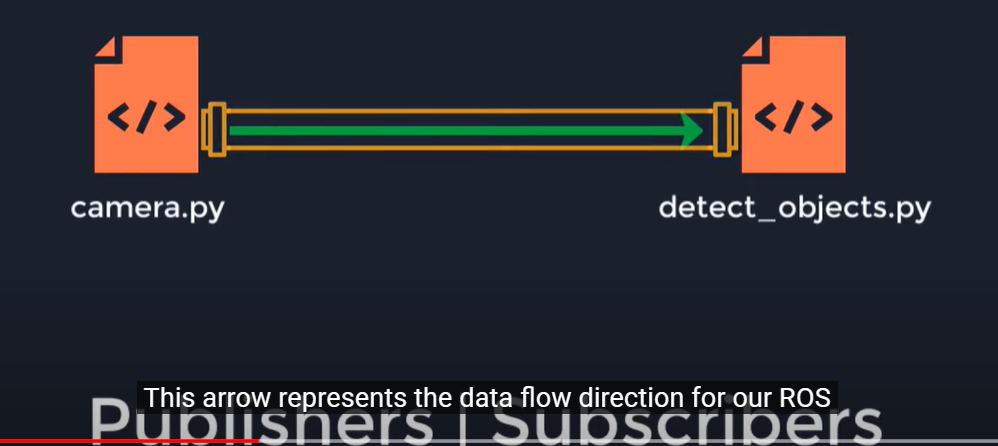 </> </>
camera.py detect_objects.py
This arrow represents the data flow direction for our ROS
Publishers | Subscribers